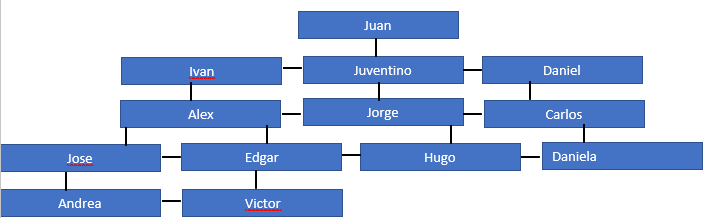 Juan
Ivan Juventino Daniel
Alex Jorge Carlos
Jose Edgar Hugo Daniela
Andrea Victor